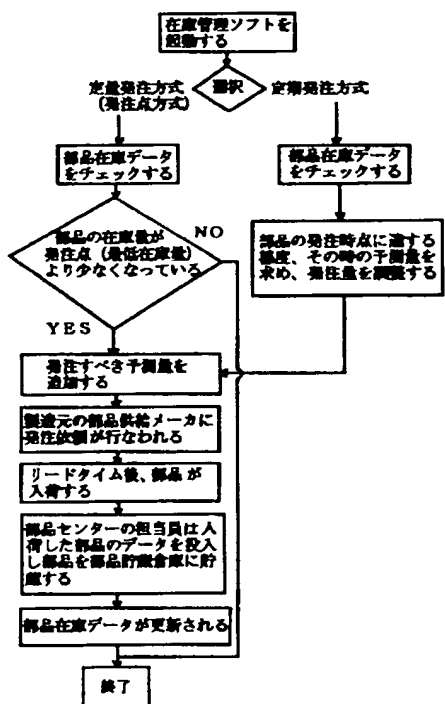 在庫管理ソフトを
起動する
選択
定量発注方式
(発注点方式)
定期発注方式
部品在庫データ
をチェックする
部品在庫データ
をチェックする
部品の在庫量が
発注点(最低在庫量)
より少なくなっている
NO
YES
部品の発注時点に達する
都度、その時の予測量を
求め、発注量を調整する
発注すべき予測量を
追加する
製造元の部品供給メーカに
発注依頼が行なわれる
リードタイム後、部品が
入荷する
部品センターの担当員は入
荷した部品のデータを投入
し部品を部品貯蔵倉庫に貯
蔵する
部品在庫データが更新される
終了